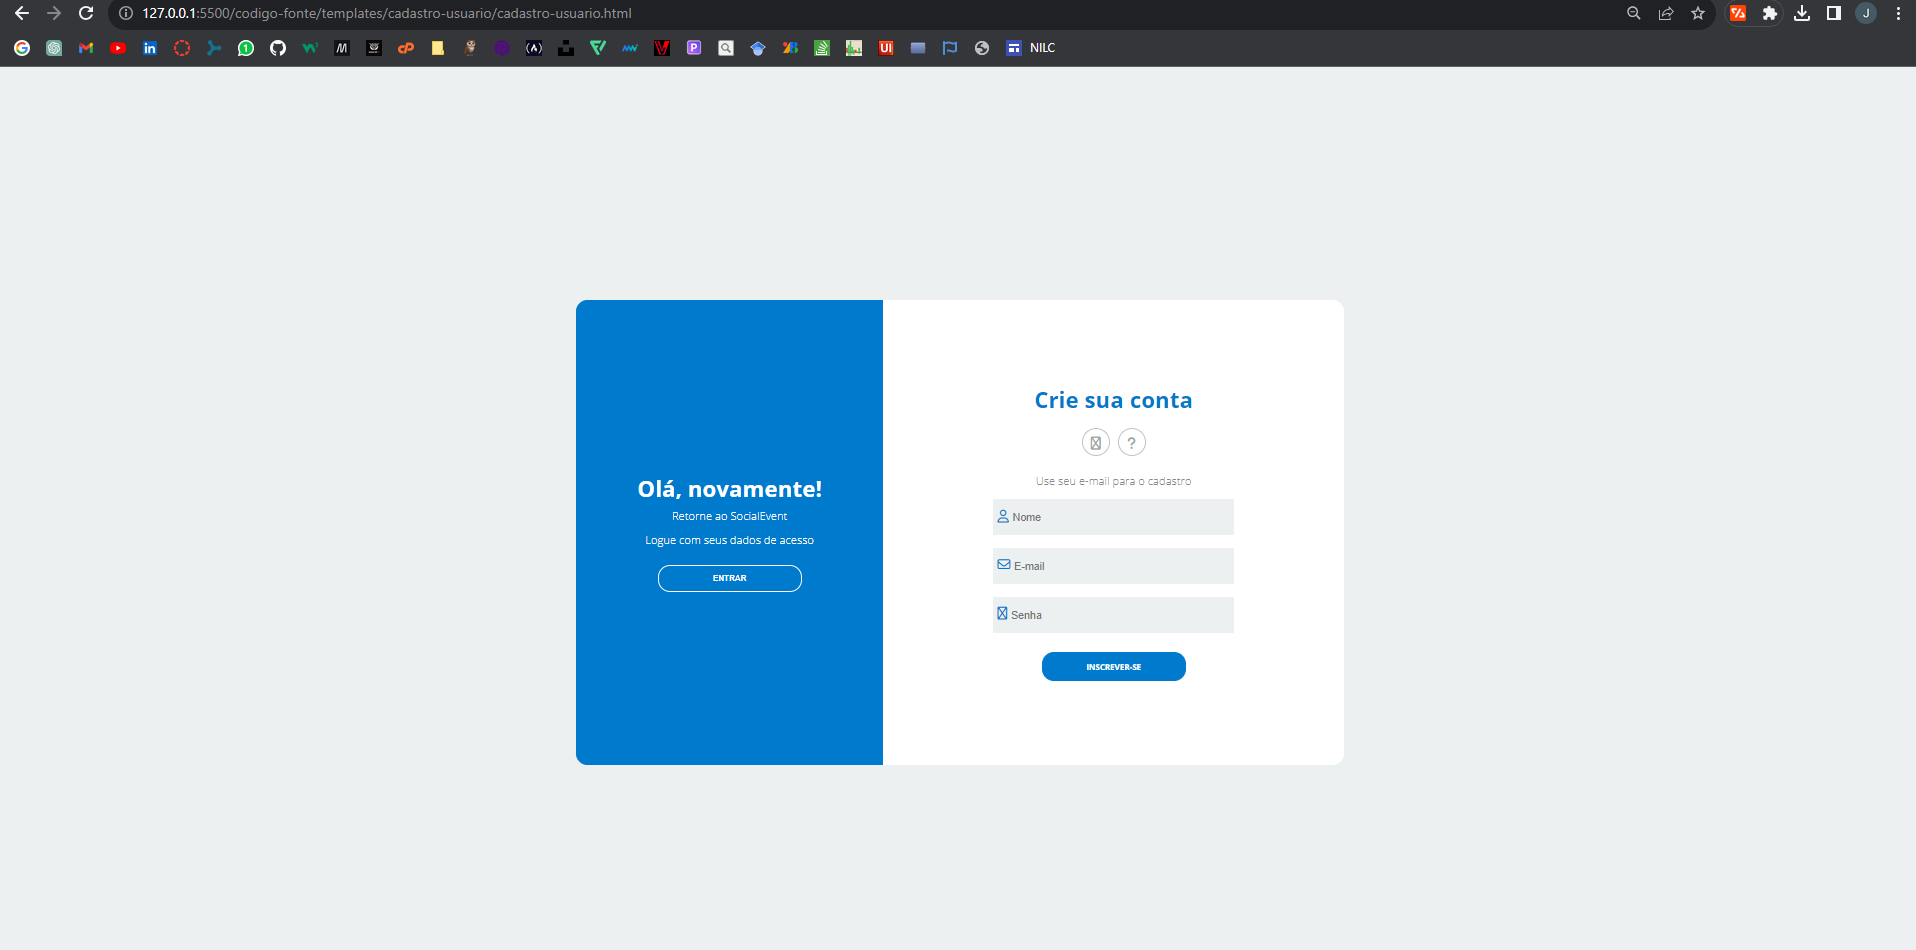 127.0.0.1:5500/codigo-fonte/templates/cadastro-usuario/cadastro-usuario.html
J
NILC
Olá, novamente!
Retorne ao SocialEvent
Logue com seus dados de acesso
ENTRAR
Crie sua conta
?
Use seu e-mail para o cadastro
Nome
E-mail
Senha
INSCREVER-SE